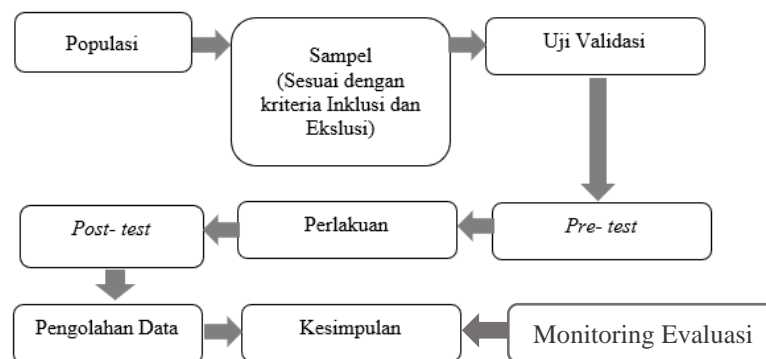 Populasi
Sampel
(Sesuai dengan
kriteria Inklusi dan
Ekslusi)
Uji Validasi
Pre- test
Perlakuan
Post- test
Pengolahan Data
Kesimpulan
Monitoring Evaluasi